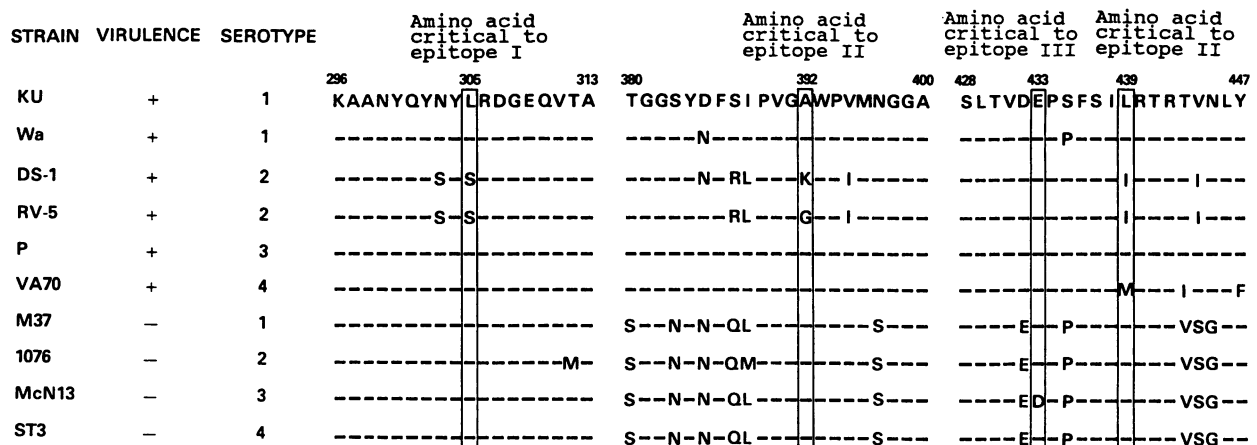 STRAIN VIRULENCE SEROTYPE Amino acid critical to epitope I Amino acid critical to epitope II Amino acid critical to epitope III Amino acid critical to epitope II
296 305 313 380 392 400 428 433 439 447
KU + 1 KAANYQYNYLRDGEQVTA TGGSYDFSIPVGAWPVMNGGA SLTVDEPSFSILRTRTVNLY
Wa + 1 ------------------ -----N--------------- -------P------------
DS-1 + 2 -------S-S-------- -----N-RL---K--I----- -----------I----I---
RV-5 + 2 -------S-S-------- -------RL---G--I----- -----------I----I---
P + 3 ------------------ --------------------- --------------------
VA70 + 4 ------------------ --------------------- -----------M---I---F
M37 – 1 ------------------ S--N-N-QL--------S--- ----E--P-------VSG--
1076 – 2 ----------------M- S--N-N-QM--------S--- ----E--P-------VSG--
McN13 – 3 ------------------ S--N-N-QL--------S--- ----ED-P-------VSG--
ST3 – 4 ------------------ S--N-N-QL--------S--- ----E--P-------VSG--